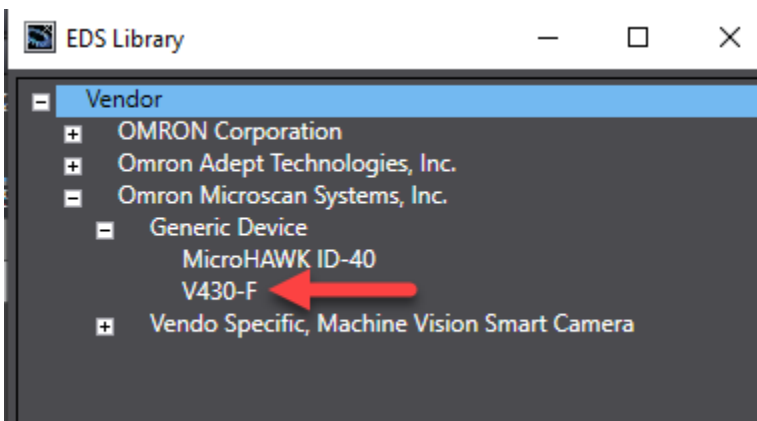 EDS Library
Vendor
OMRON Corporation
Omron Adept Technologies, Inc.
Omron Microscan Systems, Inc.
Generic Device
MicroHAWK ID-40
V430-F
Vendo Specific, Machine Vision Smart Camera